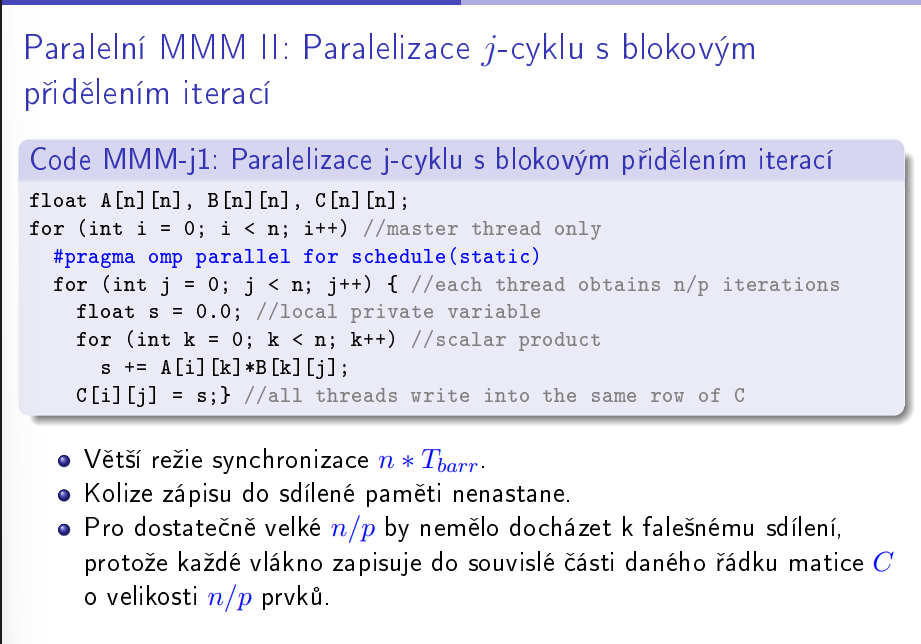 Paralelní MMM II: Paralelizace j-cyklu s blokovým
přidělením iterací
Code MMM-j1: Paralelizace j-cyklu s blokovým přidělením iterací
float A[n][n], B[n][n], C[n][n];
for (int i = 0; i < n; i++) //master thread only
#pragma omp parallel for schedule(static)
for (int j = 0; j < n; j++) { //each thread obtains n/p iterations
float s = 0.0; //local private variable
for (int k = 0; k < n; k++) //scalar product
s += A[i][k]*B[k][j];
C[i][j] = s;} //all threads write into the same row of C
Větší režie synchronizace n ∗ T_barr.
Kolize zápisu do sdílené paměti nenastane.
Pro dostatečně velké n/p by nemělo docházet k falešnému sdílení,
protože každé vlákno zapisuje do souvislé části daného řádku matice C
o velikosti n/p prvků.